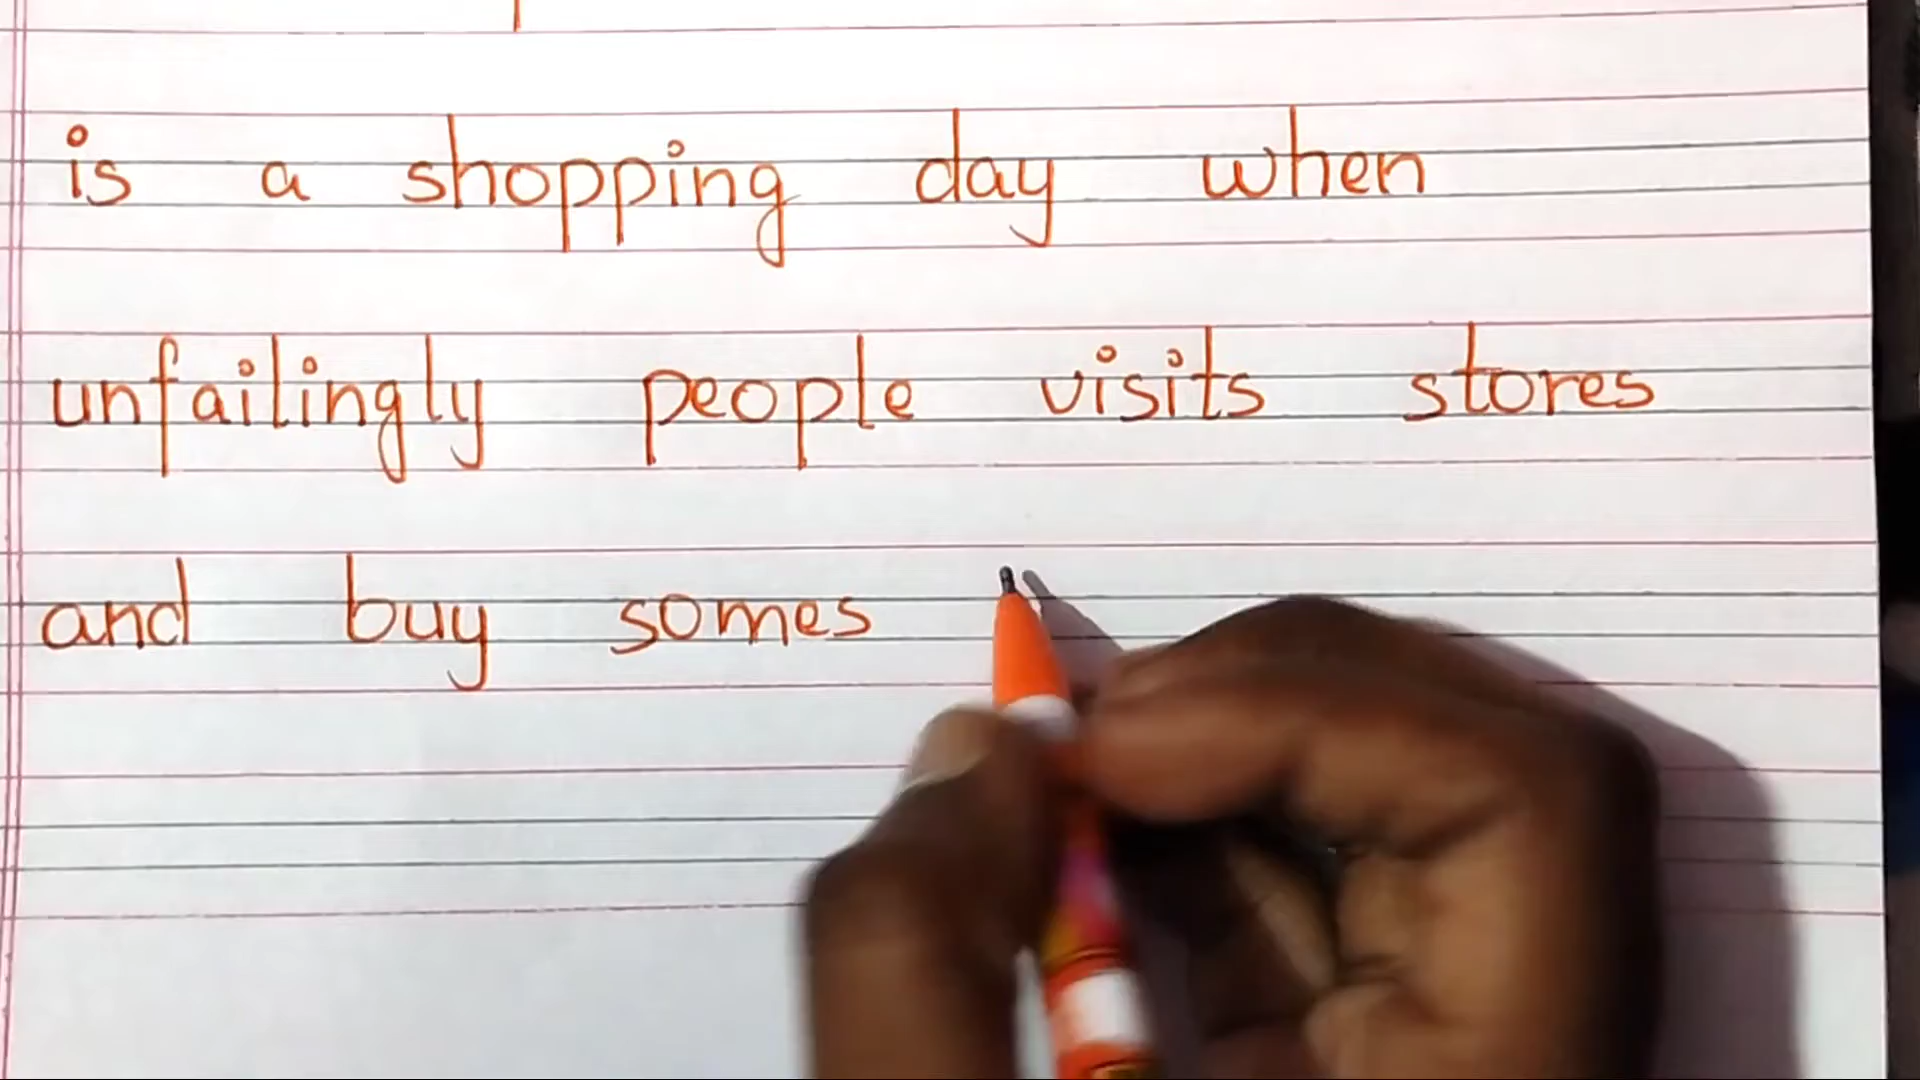 is a shopping day when
unfailingly people visits stores
and buy somes